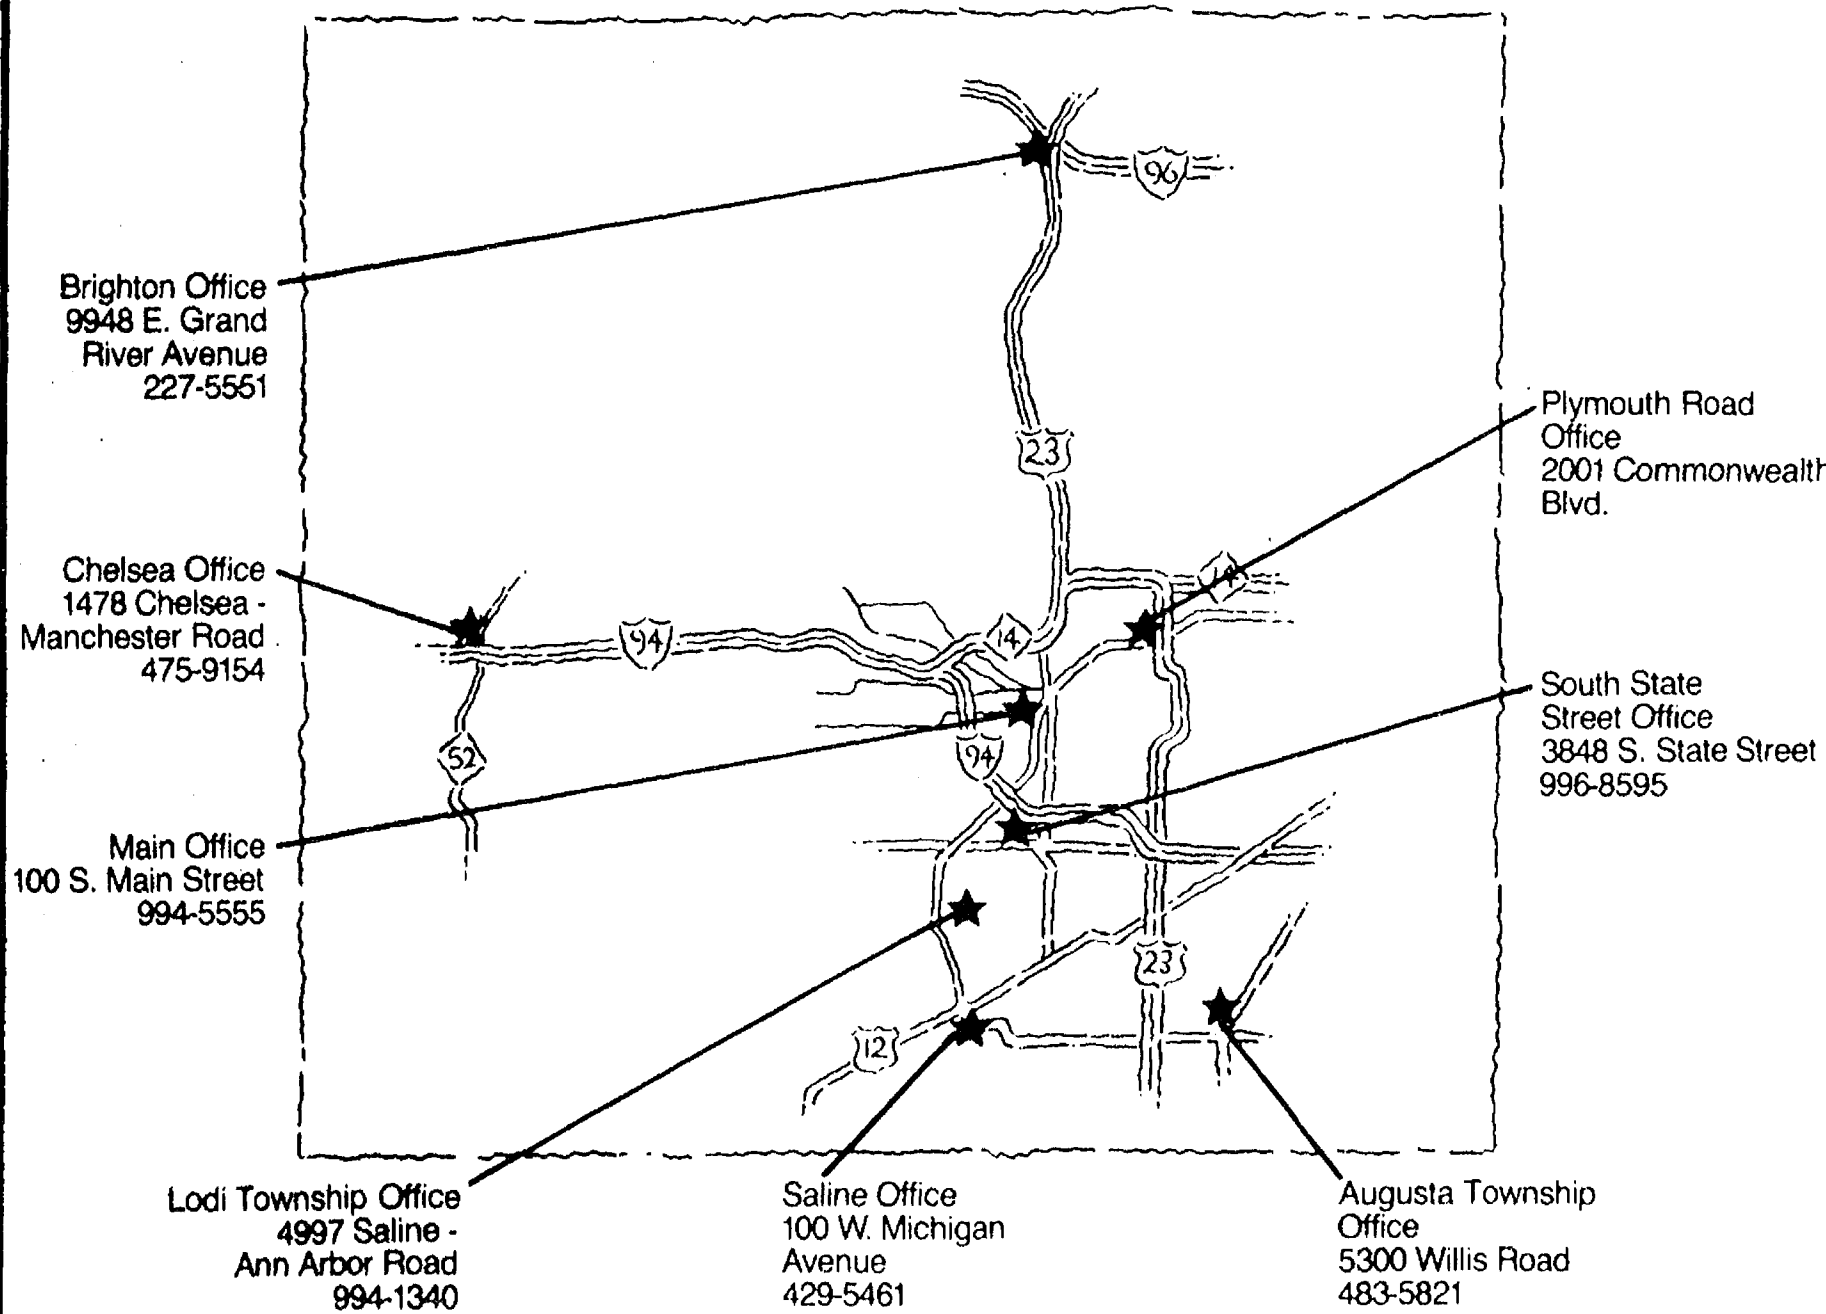 96
Brighton Office
9948 E. Grand
River Avenue
227-5551
23
Plymouth Road
Office
2001 Commonwealth
Blvd.
14
Chelsea Office
1478 Chelsea -
Manchester Road
475-9154
94
14
52
94
South State
Street Office
3848 S. State Street
996-8595
Main Office
100 S. Main Street
994-5555
23
12
Lodi Township Office
4997 Saline -
Ann Arbor Road
994-1340
Saline Office
100 W. Michigan
Avenue
429-5461
Augusta Township
Office
5300 Willis Road
483-5821